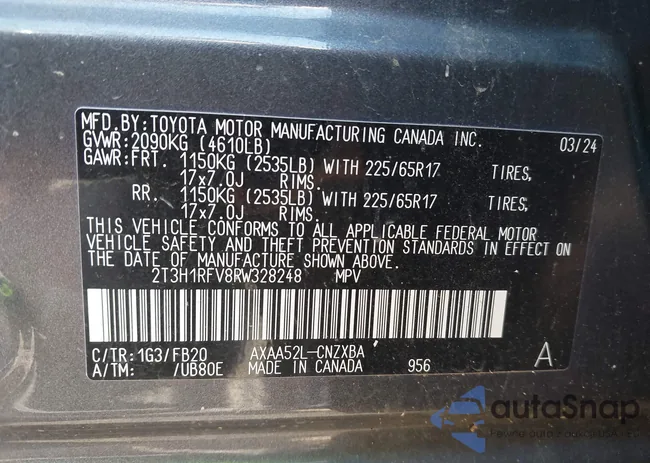 MFD.BY:TOYOTA MOTOR MANUFACTURING CANADA INC. 03/24
GVWR:2090KG (4610LB)
GAWR:FRT. 1150KG (2535LB) WITH 225/65R17 TIRES,
17x7.0J RIMS.
RR. 1150KG (2535LB) WITH 225/65R17 TIRES,
17x7.0J RIMS.
THIS VEHICLE CONFORMS TO ALL APPLICABLE FEDERAL MOTOR
VEHICLE SAFETY AND THEFT PREVENTION STANDARDS IN EFFECT ON
THE DATE OF MANUFACTURE SHOWN ABOVE.
2T3H1RFV8RW328248 MPV
C/TR:1G3/FB20 AXAA52L-CNZXBA A
A/TM: /UB80E MADE IN CANADA 956
autaSnap